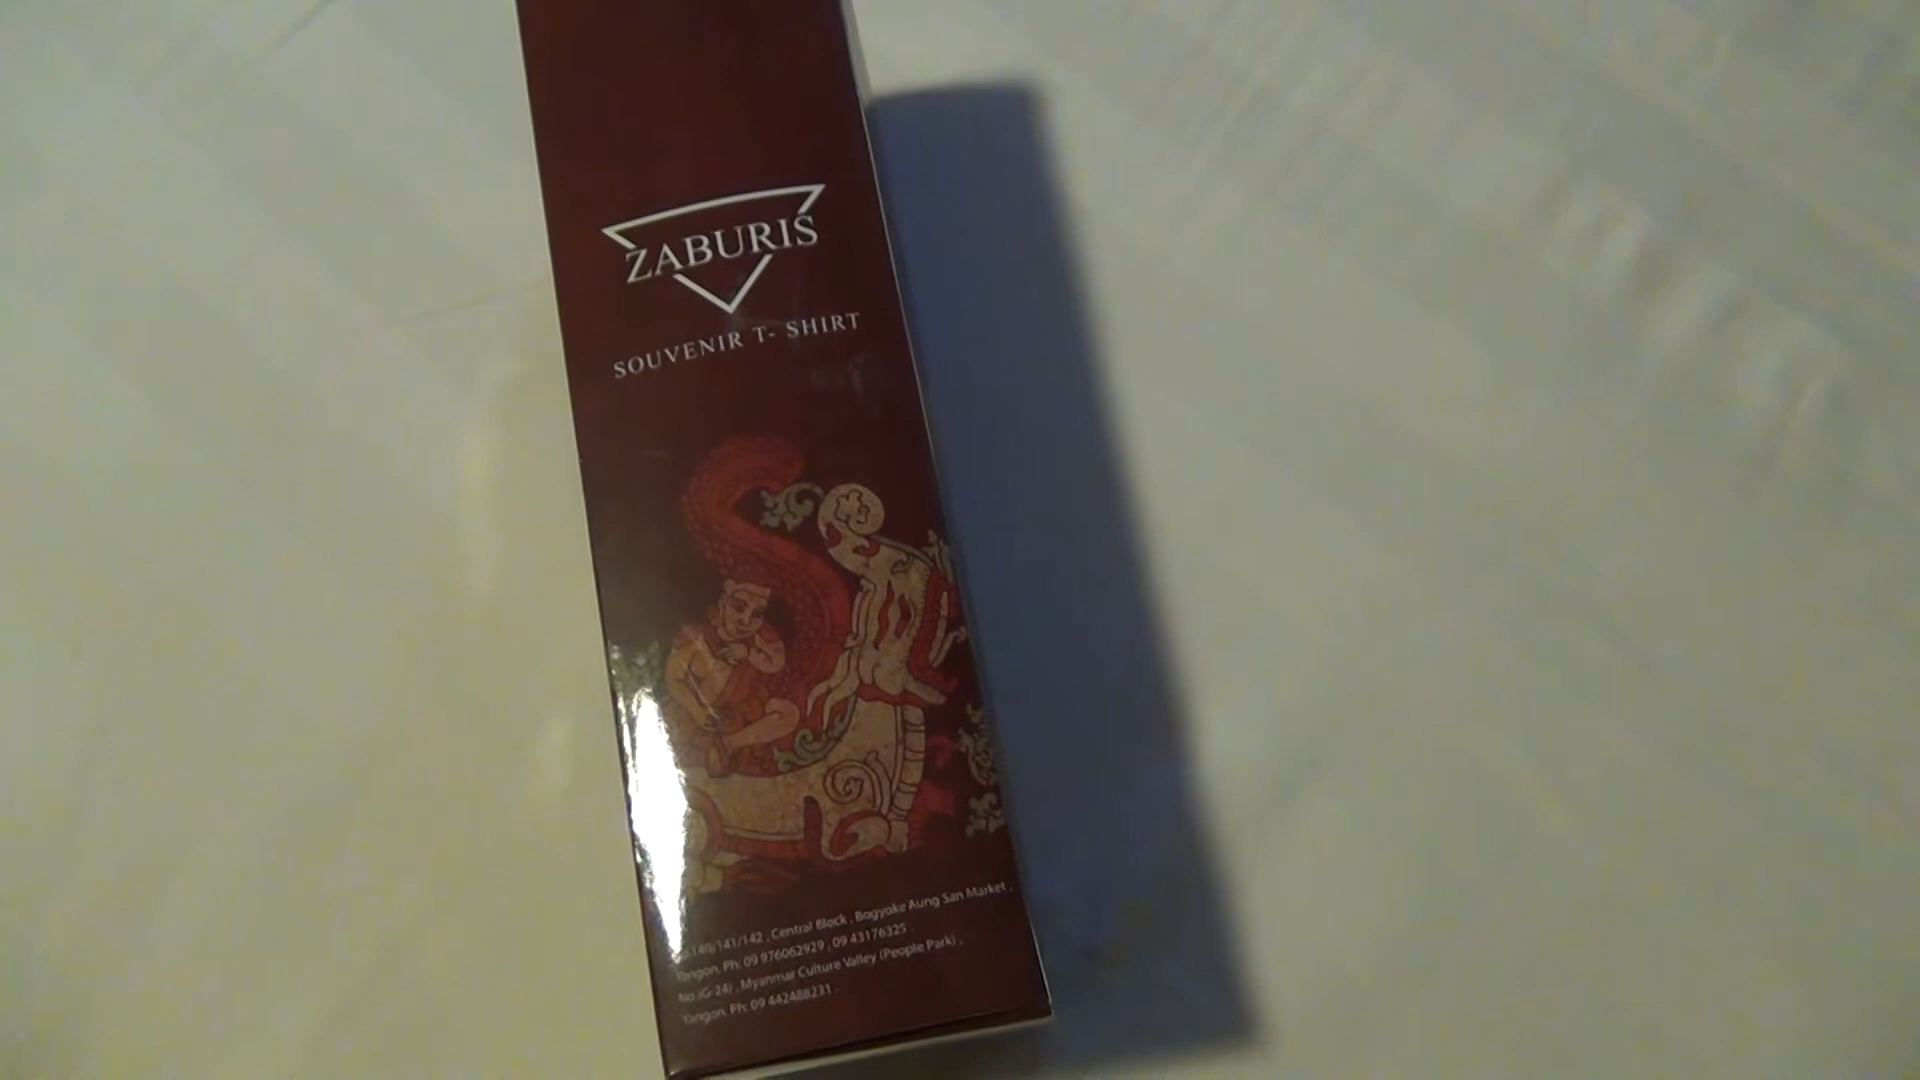 ZABURIS
SOUVENIR T- SHIRT
140/141/142 , Central Block , Bogyoke Aung San Market ,
Yangon. Ph: 09 976062929 , 09 43176325 .
No.(G-24) , Myanmar Culture Valley (People Park) ,
Yangon. Ph: 09 442488231 .